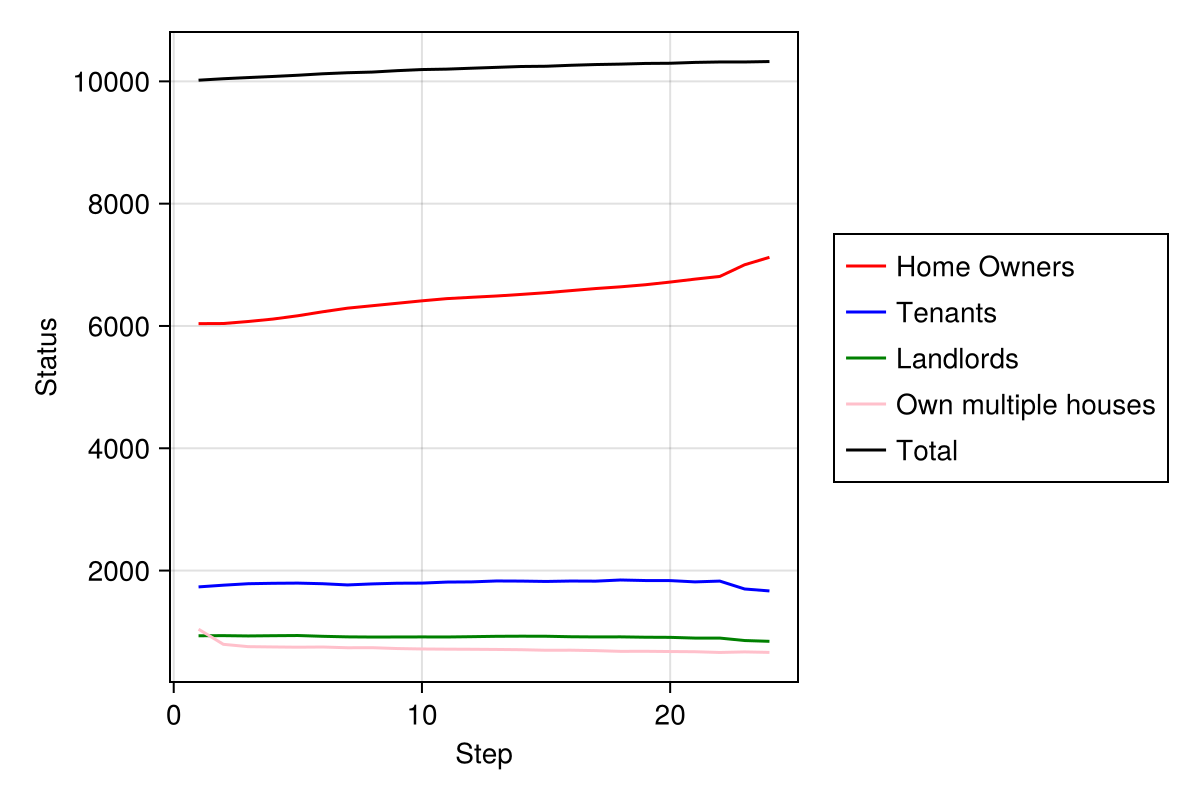 10000
8000
6000
4000
2000
Status
0 10 20
Step
Home Owners
Tenants
Landlords
Own multiple houses
Total